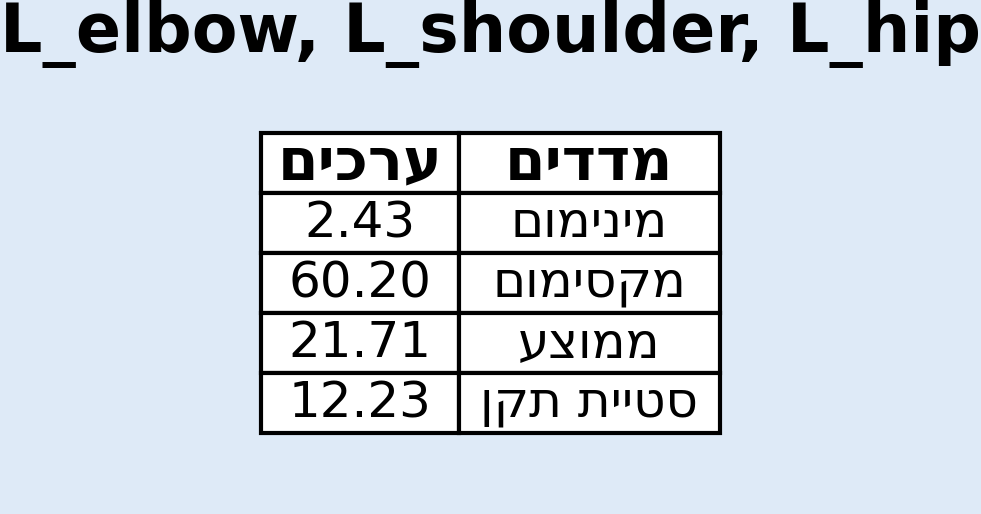 L_elbow, L_shoulder, L_hip
מדדים ערכים
מינימום 2.43
מקסימום 60.20
ממוצע 21.71
סטיית תקן 12.23